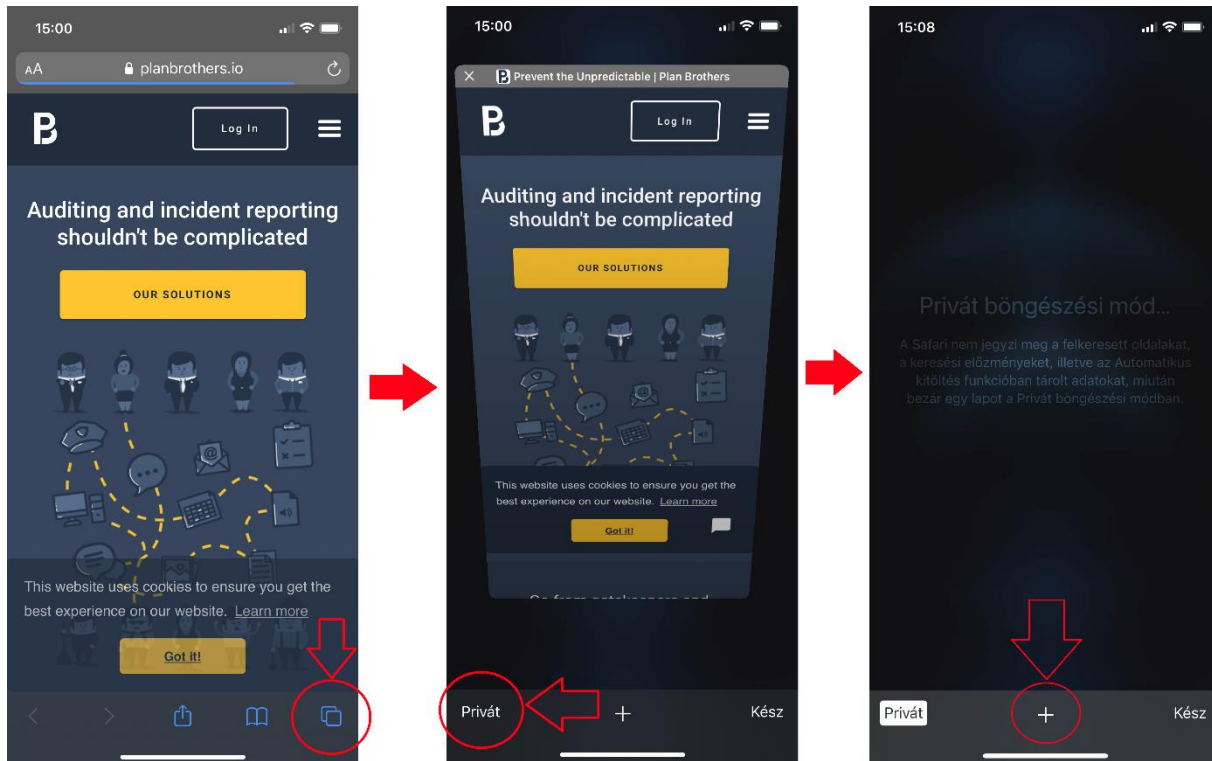 15:00
AA planbrothers.io
B
Log In
Auditing and incident reporting
shouldn't be complicated
OUR SOLUTIONS
This website uses cookies to ensure you get the
best experience on our website. Learn more
Got it!
15:00
Prevent the Unpredictable | Plan Brothers
B
Log In
Auditing and incident reporting
shouldn't be complicated
OUR SOLUTIONS
This website uses cookies to ensure you get the
best experience on our website. Learn more
Got it!
Go from gatekeepers and
Privát
Kész
15:08
Privát böngészési mód...
A Safari nem jegyzi meg a felkeresett oldalakat,
a keresési előzményeket, illetve az Automatikus
kitöltés funkcióban tárolt adatokat, miután
bezár egy lapot a Privát böngészési módban.
Privát
Kész